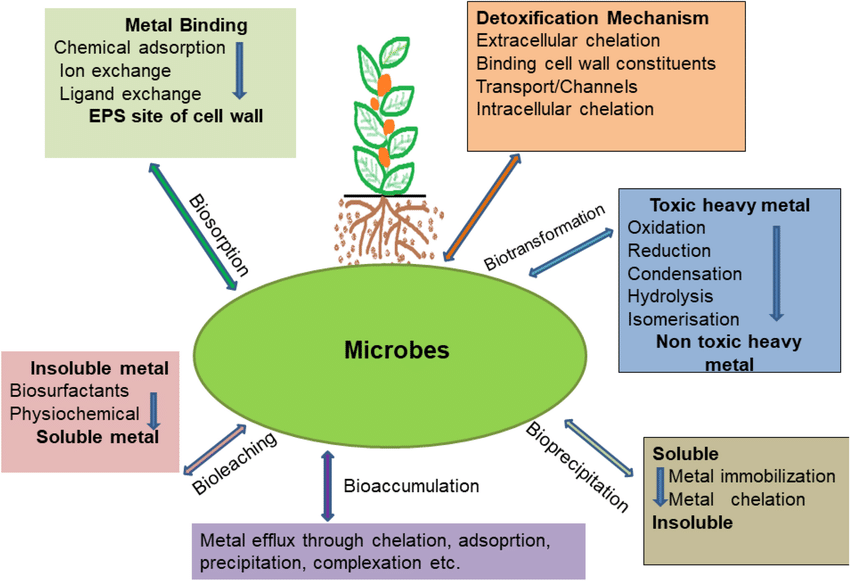 Metal Binding
Chemical adsorption
Ion exchange
Ligand exchange
EPS site of cell wall
Detoxification Mechanism
Extracellular chelation
Binding cell wall constituents
Transport/Channels
Intracellular chelation
Biosorption
Biotransformation
Toxic heavy metal
Oxidation
Reduction
Condensation
Hydrolysis
Isomerisation
Non toxic heavy
metal
Microbes
Insoluble metal
Biosurfactants
Physiochemical
Soluble metal
Bioleaching
Bioaccumulation
Bioprecipitation
Soluble
Metal immobilization
Metal chelation
Insoluble
Metal efflux through chelation, adsoprtion,
precipitation, complexation etc.